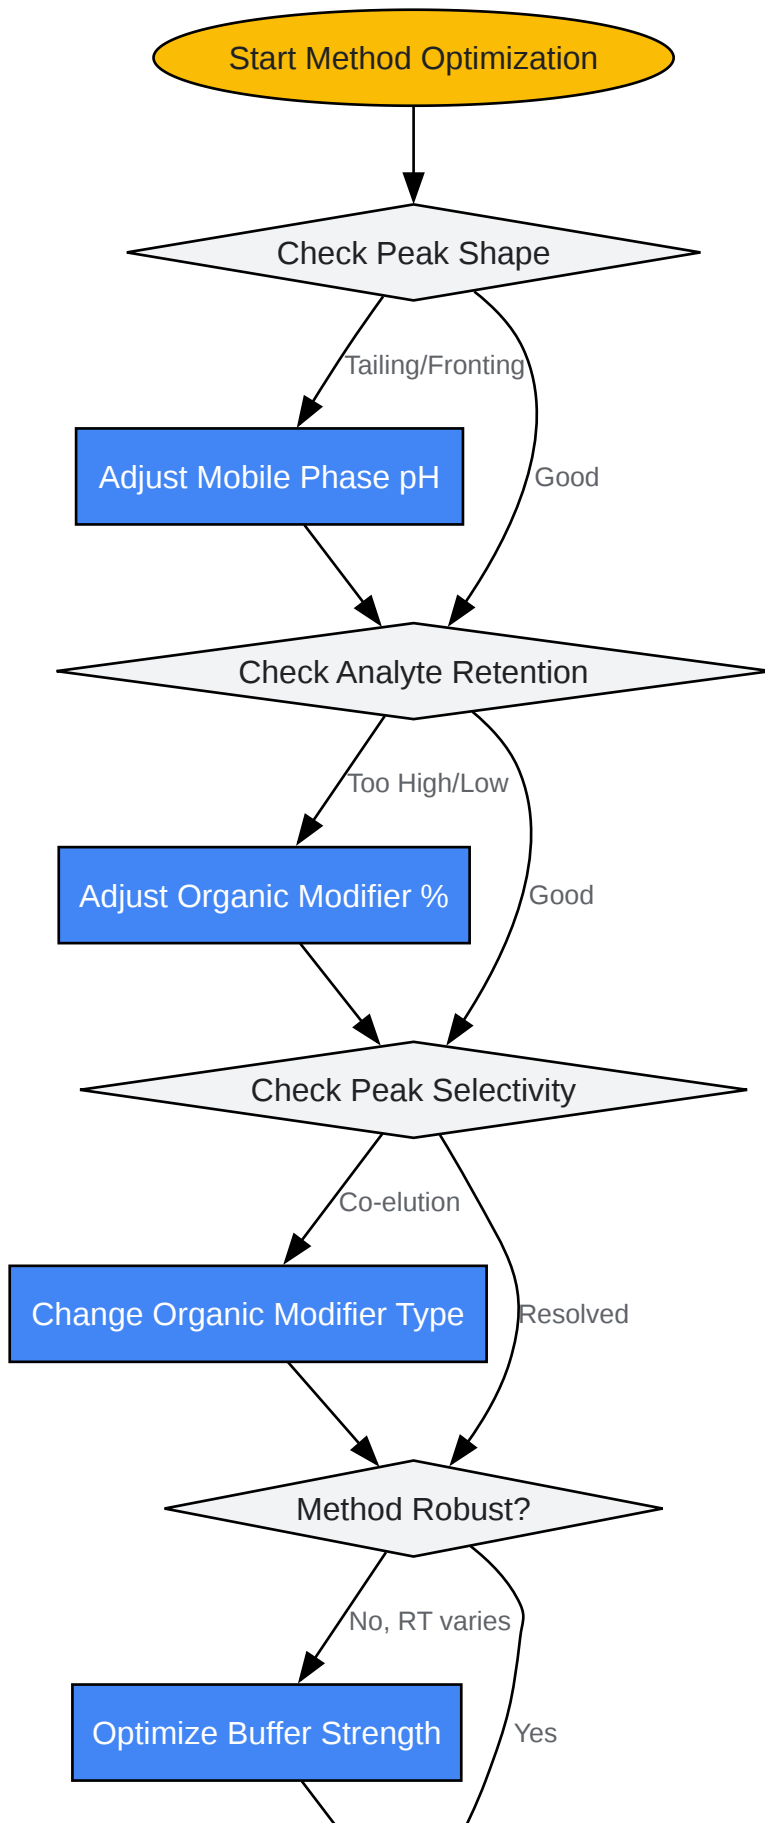 Start Method Optimization
Check Peak Shape
Tailing/Fronting
Adjust Mobile Phase pH
Good
Check Analyte Retention
Too High/Low
Adjust Organic Modifier %
Good
Check Peak Selectivity
Co-elution
Change Organic Modifier Type
Resolved
Method Robust?
No, RT varies
Optimize Buffer Strength
Yes